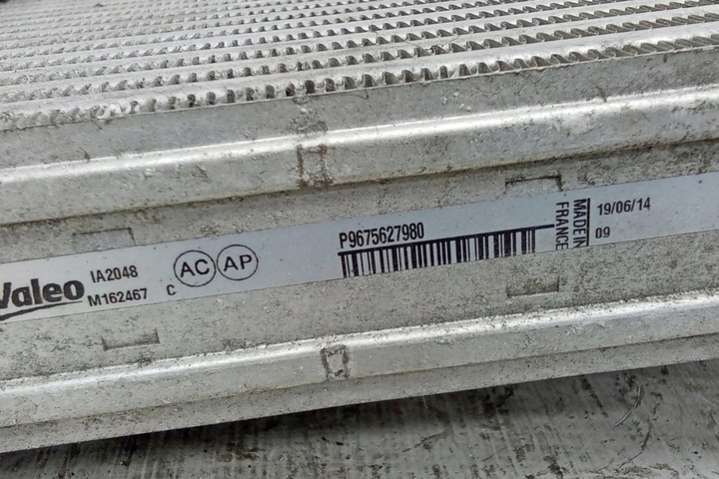 Valeo
IA2048
M162467 C
AC AP
P9675627980
MADE IN
FRANCE
19/06/14
09